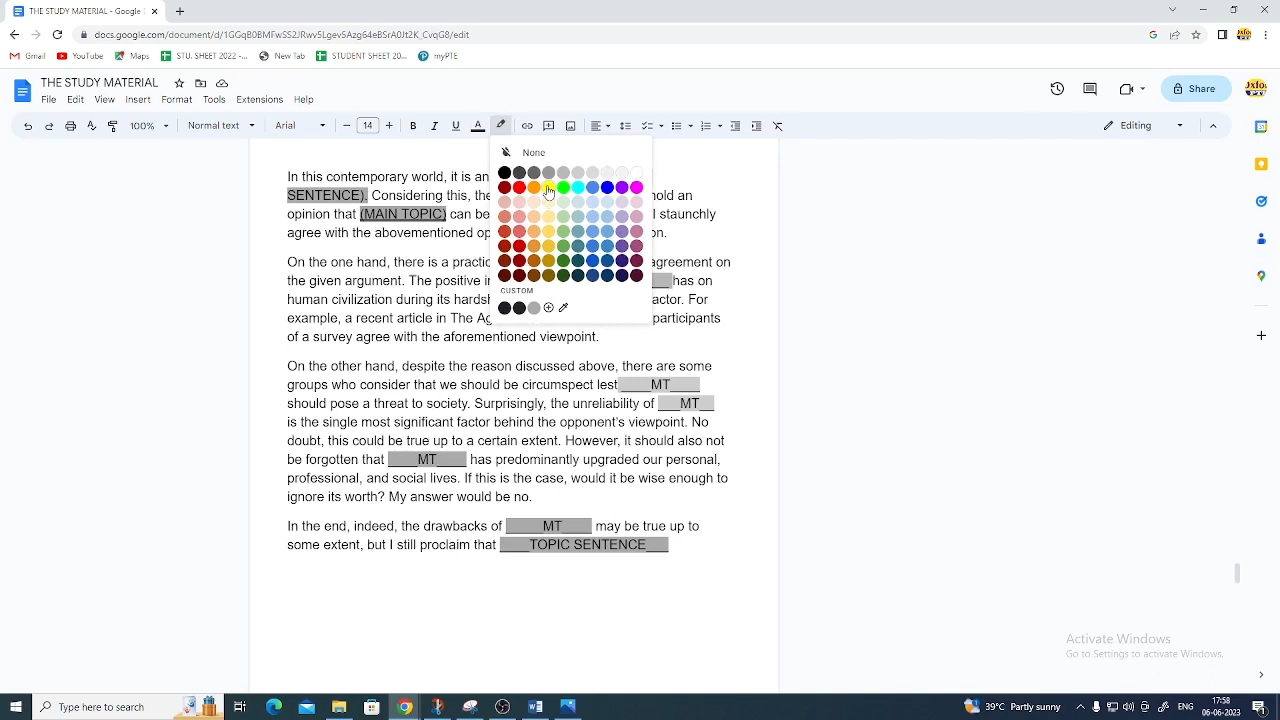 THE STUDY MATERIAL - Google
docs.google.com/document/d/1GGqB0BMFwSS2JRwv5Lgev5Azg64eBSrA0Jt2K_CvqG8/edit
Gmail YouTube Maps STU. SHEET 2022 -... New Tab STUDENT SHEET 20... myPTE
THE STUDY MATERIAL
File Edit View Insert Format Tools Extensions Help
Share
100% Normal text Arial 14 B I U A Editing
None
In this contemporary world, it is an
SENTENCE). Considering this, the old an
opinion that (MAIN TOPIC) can be I staunchly
agree with the abovementioned op on.
On the one hand, there is a practic agreement on
the given argument. The positive in has on
human civilization during its harsh actor. For
example, a recent article in The Ag participants
of a survey agree with the aforementioned viewpoint.
CUSTOM
On the other hand, despite the reason discussed above, there are some
groups who consider that we should be circumspect lest____MT____
should pose a threat to society. Surprisingly, the unreliability of ___MT__
is the single most significant factor behind the opponent's viewpoint. No
doubt, this could be true up to a certain extent. However, it should also not
be forgotten that ____MT____ has predominantly upgraded our personal,
professional, and social lives. If this is the case, would it be wise enough to
ignore its worth? My answer would be no.
In the end, indeed, the drawbacks of _____MT____ may be true up to
some extent, but I still proclaim that ____TOPIC SENTENCE___
Activate Windows
Go to Settings to activate Windows.
Type here to search
39°C Partly sunny
ENG
17:58
06-06-2023